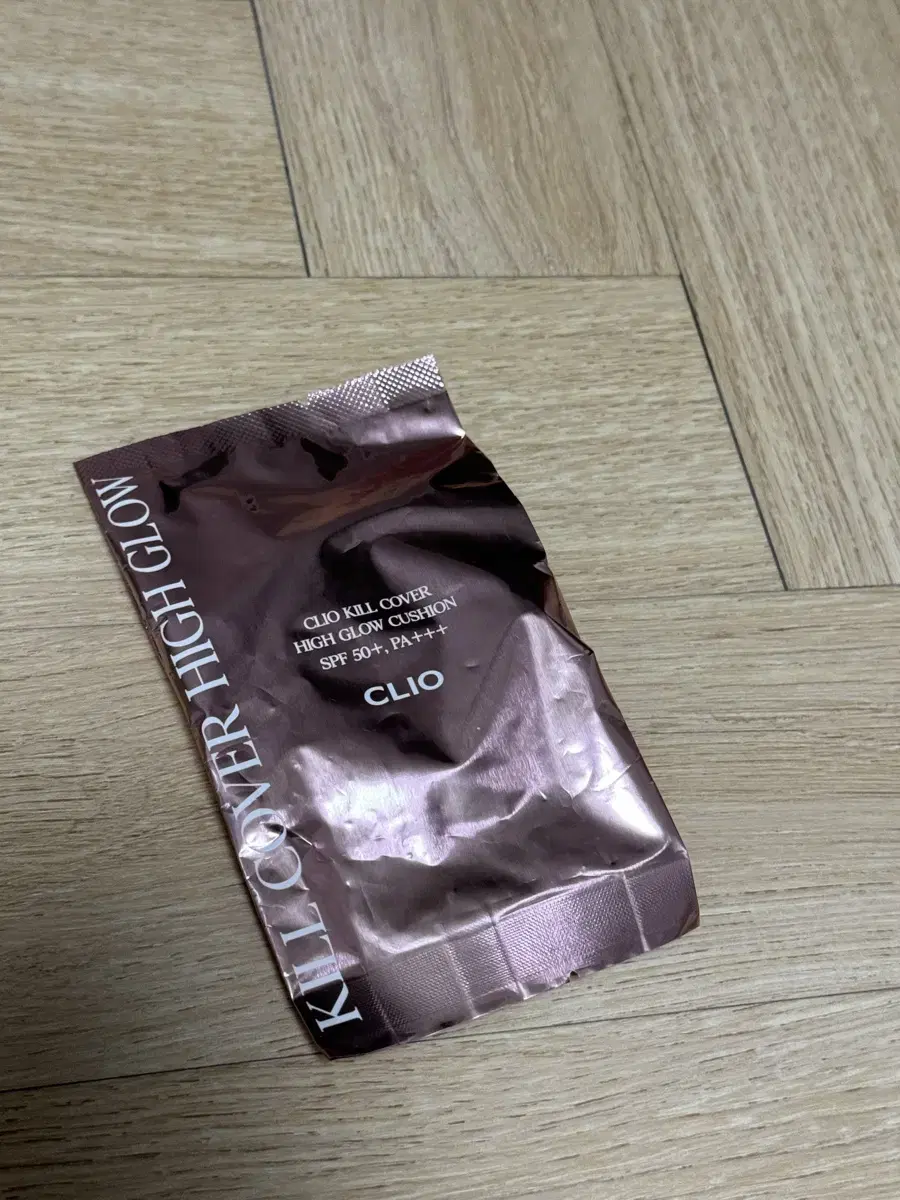 KILL COVER HIGH GLOW
CLIO KILL COVER
HIGH GLOW CUSHION
SPF 50+, PA+++
CLIO